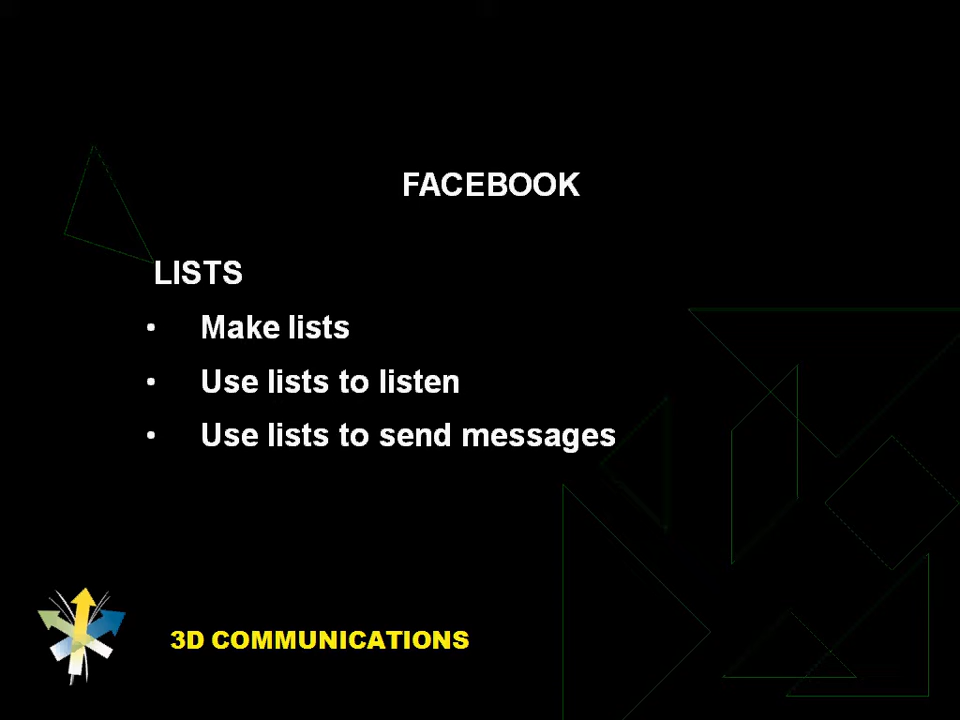 FACEBOOK
LISTS
• Make lists
• Use lists to listen
• Use lists to send messages
3D COMMUNICATIONS